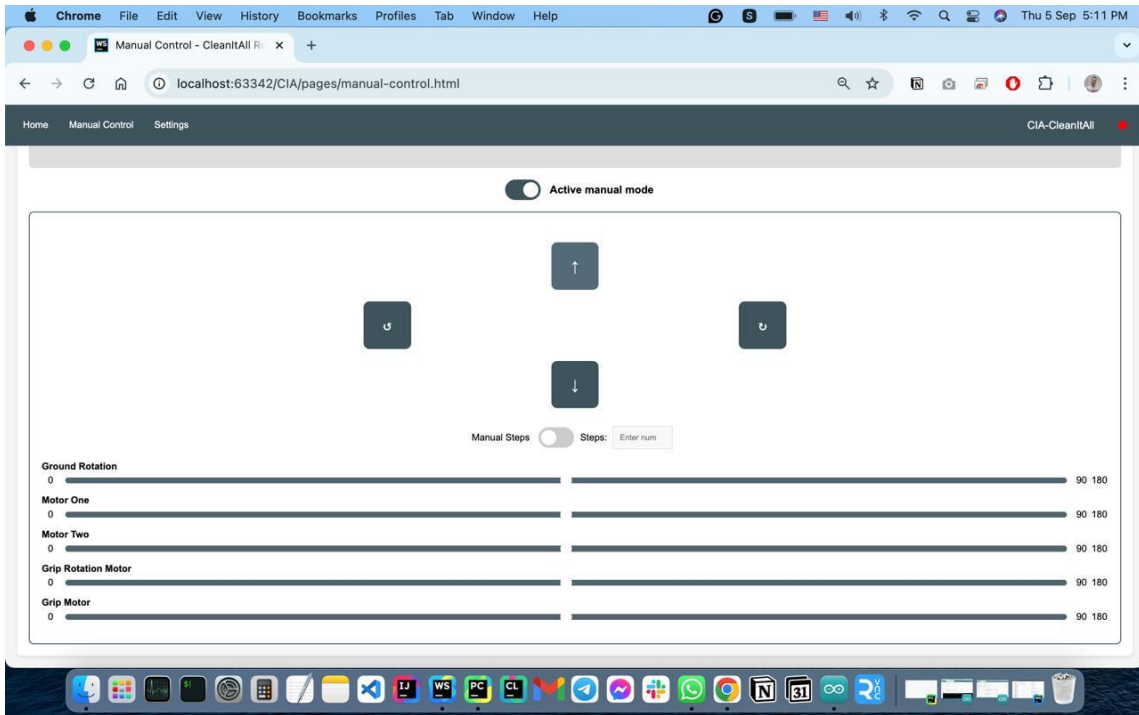 Chrome File Edit View History Bookmarks Profiles Tab Window Help Thu 5 Sep 5:11 PM
Manual Control - CleanItAll R
localhost:63342/CIA/pages/manual-control.html
Home Manual Control Settings CIA-CleanItAll
Active manual mode
↑
↺ ↻
↓
Manual Steps Steps: Enter num
Ground Rotation
0 90 180
Motor One
0 90 180
Motor Two
0 90 180
Grip Rotation Motor
0 90 180
Grip Motor
0 90 180